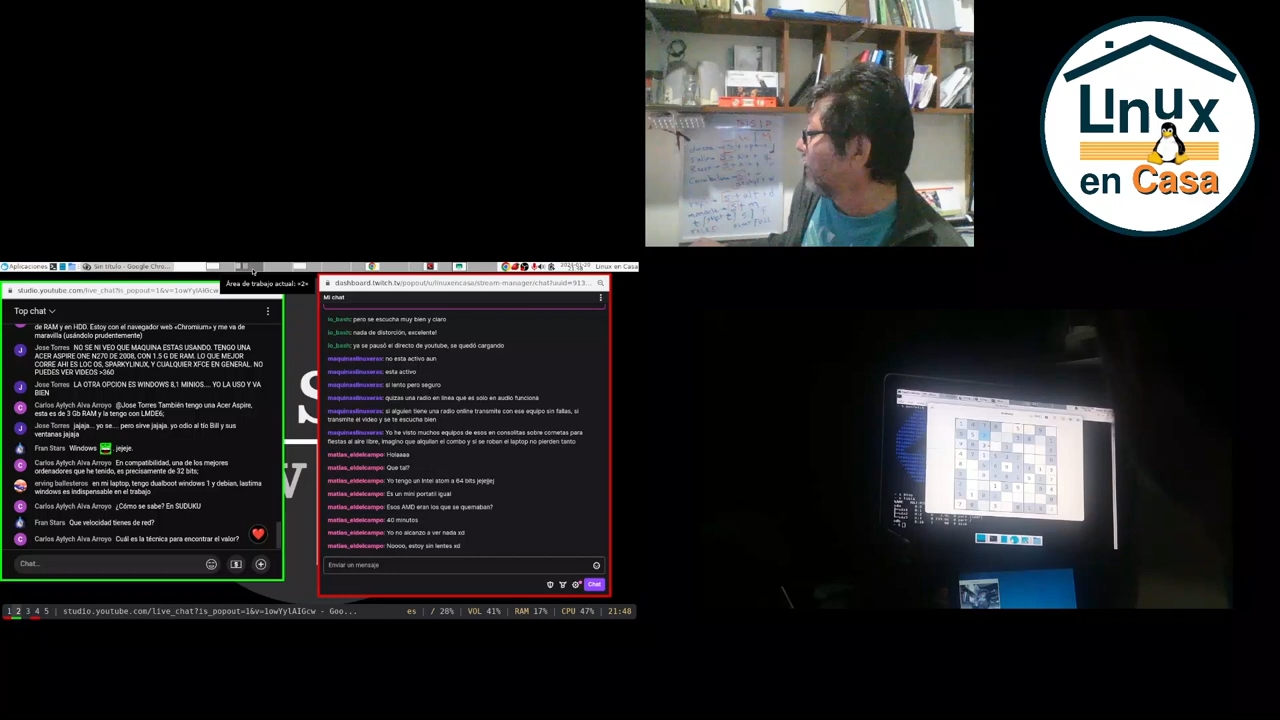 LInux
en Casa
Aplicaciones
Sin título - Google Chro...
Linux en Casa
Área de trabajo actual: «2»
studio.youtube.com/live_chat?is_popout=1&v=1owYylAIGcw
Top chat
de RAM y en HDD. Estoy con el navegador web «Chromium» y me va de
maravilla (usándolo prudentemente)
Jose Torres NO SE NI VEO QUE MAQUINA ESTAS USANDO. TENGO UNA
ACER ASPIRE ONE N270 DE 2008, CON 1.5 G DE RAM. LO QUE MEJOR
CORRE AHI ES LOC OS, SPARKYLINUX, Y CUALQUIER XFCE EN GENERAL. NO
PUEDES VER VIDEOS >360
Jose Torres LA OTRA OPCION ES WINDOWS 8,1 MINIOS.... YO LA USO Y VA
BIEN
Carlos Aylych Alva Arroyo @Jose Torres También tengo una Acer Aspire,
esta es de 3 Gb RAM y la tengo con LMDE6;
Jose Torres jajaja... yo se.... pero sirve jajaja. yo odio al tio Bill y sus
ventanas jajaja
Fran Stars Windows , jejeje.
Carlos Aylych Alva Arroyo En compatibilidad, una de los mejores
ordenadores que he tenido, es precisamente de 32 bits;
erving ballesteros en mi laptop, tengo dualboot windows 1 y debian, lastima
windows es indispensable en el trabajo
Carlos Aylych Alva Arroyo ¿Cómo se sabe? En SUDUKU
Fran Stars Que velocidad tienes de red?
Carlos Aylych Alva Arroyo Cuál es la técnica para encontrar el valor?
Chat...
dashboard.twitch.tv/popout/u/linuxencasa/stream-manager/chat?uuid=913...
Mi chat
lo_bash: pero se escucha muy bien y claro
lo_bash: nada de distorción, excelente!
lo_bash: ya se pausó el directo de youtube, se quedó cargando
maquinaslinuxeras: no esta activo aun
maquinaslinuxeras: esta activo
maquinaslinuxeras: si lento pero seguro
maquinaslinuxeras: quizas una radio en linea que es solo en audio funciona
maquinaslinuxeras: si alguien tiene una radio online transmite con ese equipo sin fallas, si
transmite el video y se te escucha bien
maquinaslinuxeras: Yo he visto muchos equipos de esos en consolitas sobre cornetas para
fiestas al aire libre, imagino que alquilan el combo y si se roban el laptop no pierden tanto
matias_eldelcampo: Holaaaa
matias_eldelcampo: Que tal?
matias_eldelcampo: Yo tengo un Intel atom a 64 bits jejejej
matias_eldelcampo: Es un mini portatil igual
matias_eldelcampo: Esos AMD eran los que se quemaban?
matias_eldelcampo: 40 minutos
matias_eldelcampo: Yo no alcanzo a ver nada xd
matias_eldelcampo: Noooo, estoy sin lentes xd
Enviar un mensaje
Chat
1 2 3 4 5 | studio.youtube.com/live_chat?is_popout=1&v=1owYylAIGcw - Goo...
es | / 28% | VOL 41% | RAM 17% | CPU 47% | 21:48